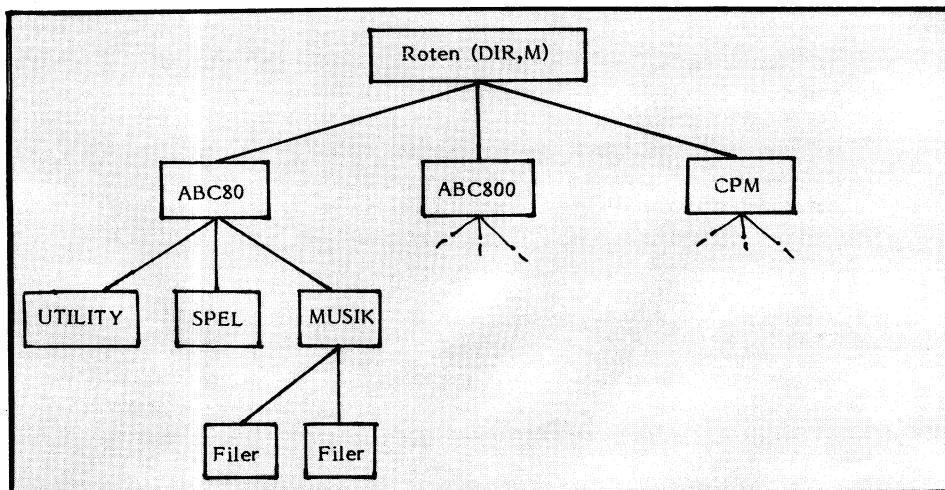 Roten (DIR,M)
ABC80
ABC800
CPM
UTILITY
SPEL
MUSIK
Filer
Filer